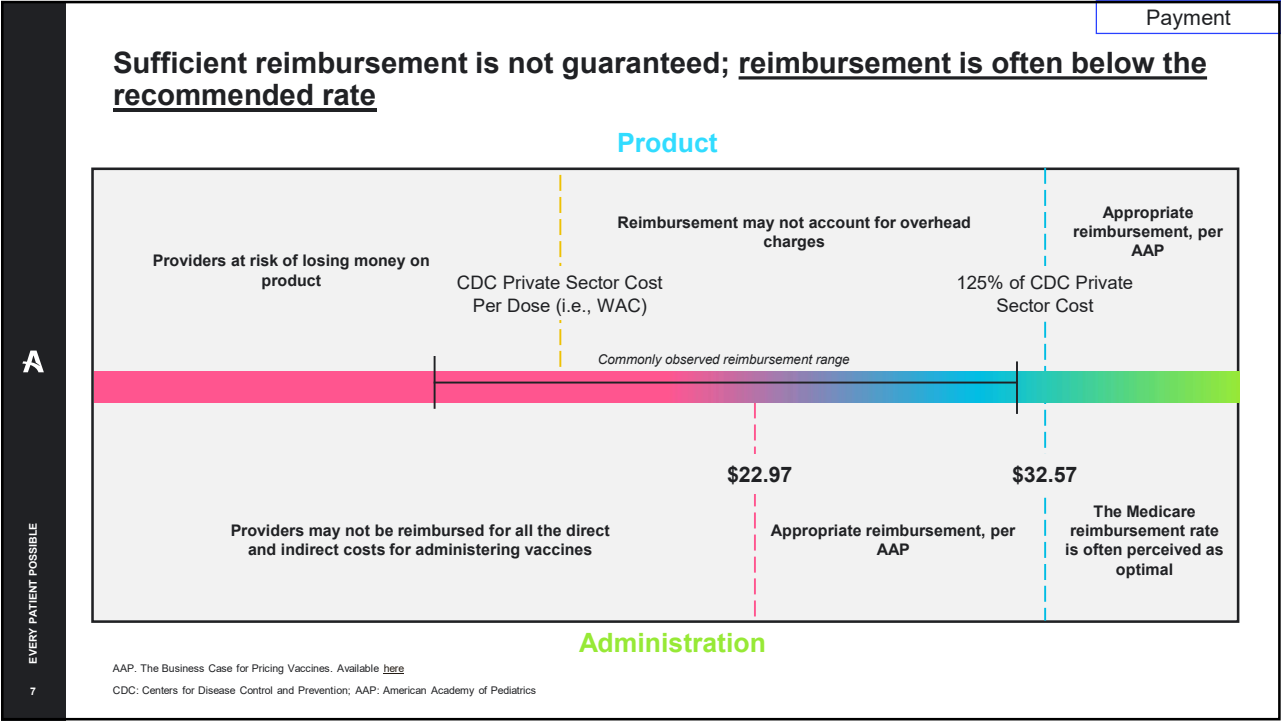 Payment
Sufficient reimbursement is not guaranteed; reimbursement is often below the
recommended rate
Product
Providers at risk of losing money on
product
CDC Private Sector Cost
Per Dose (i.e., WAC)
Reimbursement may not account for overhead
charges
125% of CDC Private
Sector Cost
Appropriate
reimbursement, per
AAP
Commonly observed reimbursement range
$22.97
$32.57
Providers may not be reimbursed for all the direct
and indirect costs for administering vaccines
Appropriate reimbursement, per
AAP
The Medicare
reimbursement rate
is often perceived as
optimal
Administration
AAP. The Business Case for Pricing Vaccines. Available here
CDC: Centers for Disease Control and Prevention; AAP: American Academy of Pediatrics
EVERY PATIENT POSSIBLE
7